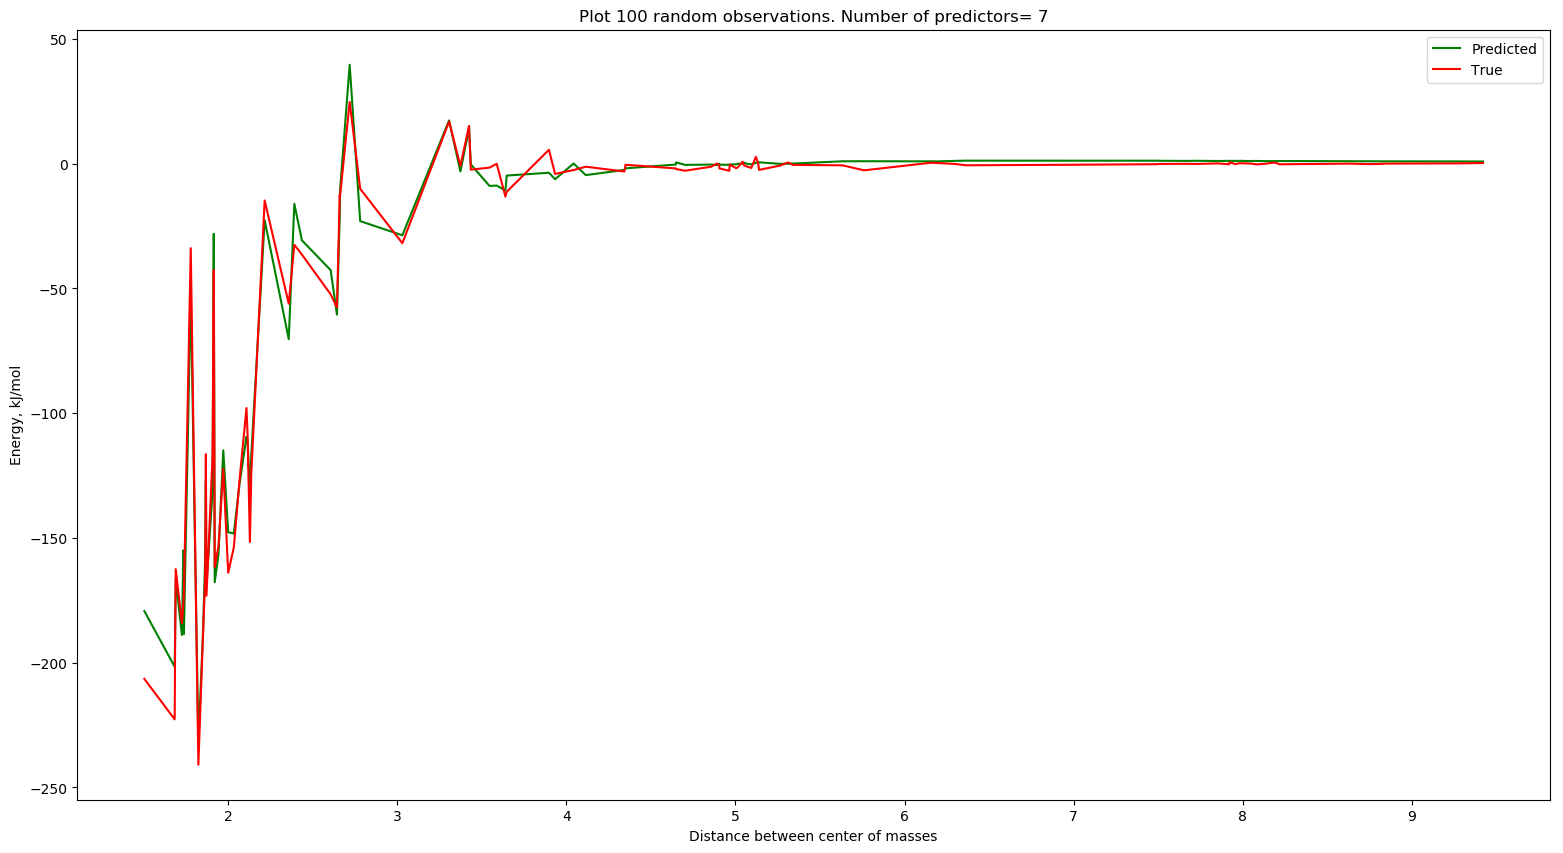 Plot 100 random observations. Number of predictors= 7
Predicted
True
50
0
−50
−100
−150
−200
−250
Energy, kJ/mol
2 3 4 5 6 7 8 9
Distance between center of masses